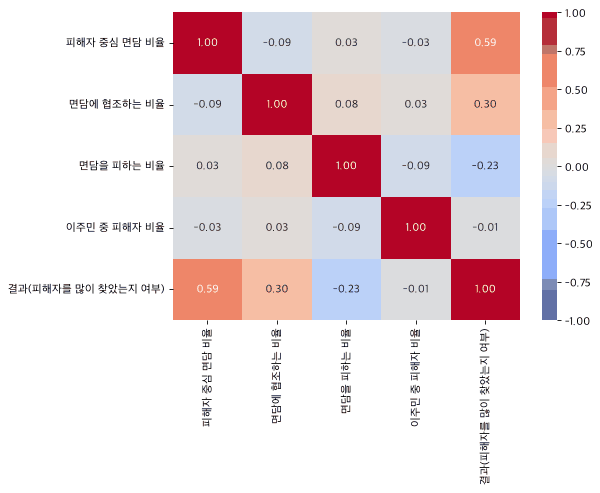 피해자 중심 면담 비율
1.00 -0.09 0.03 -0.03 0.59
면담에 협조하는 비율
-0.09 1.00 0.08 0.03 0.30
면담을 피하는 비율
0.03 0.08 1.00 -0.09 -0.23
이주민 중 피해자 비율
-0.03 0.03 -0.09 1.00 -0.01
결과(피해자를 많이 찾았는지 여부)
0.59 0.30 -0.23 -0.01 1.00
피해자 중심 면담 비율
면담에 협조하는 비율
면담을 피하는 비율
이주민 중 피해자 비율
결과(피해자를 많이 찾았는지 여부)
1.00
0.75
0.50
0.25
0.00
-0.25
-0.50
-0.75
-1.00